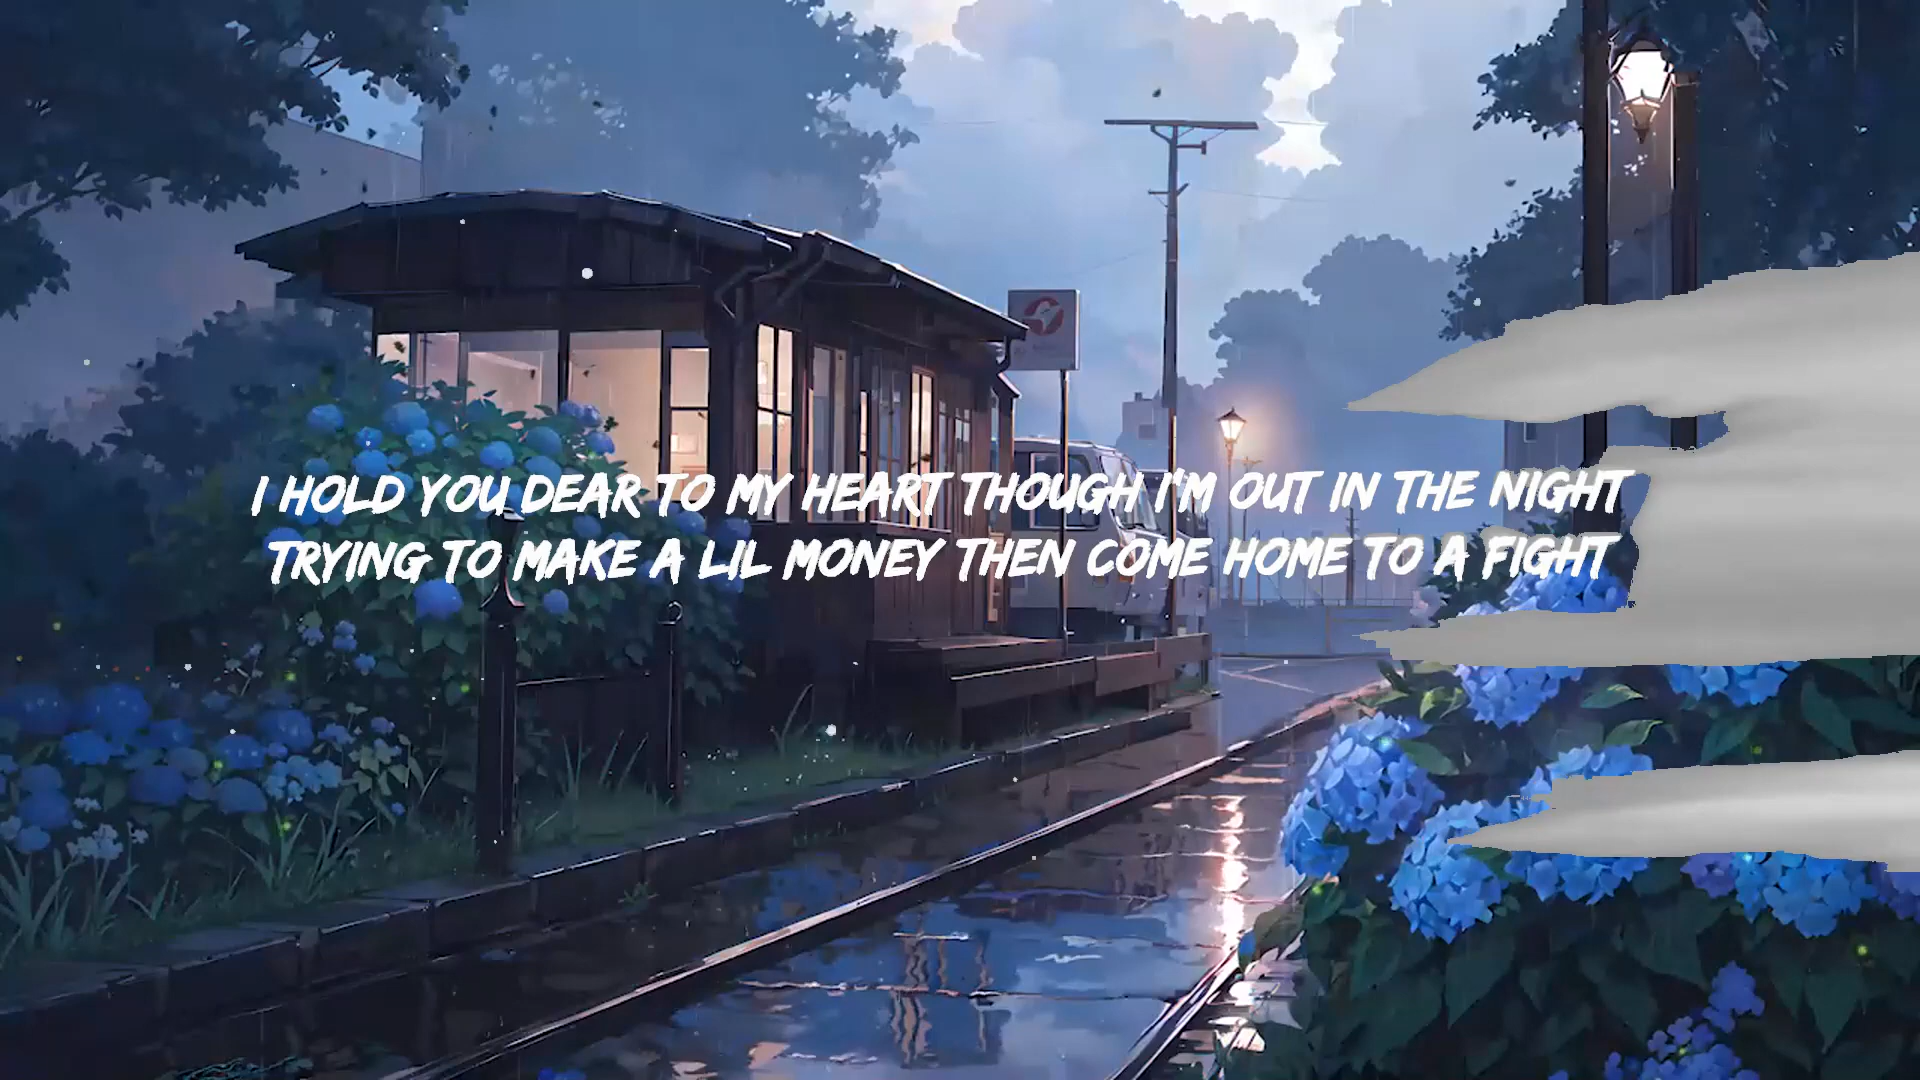 I HOLD YOU DEAR TO MY HEART THOUGH I'M OUT IN THE NIGHT
TRYING TO MAKE A LIL MONEY THEN COME HOME TO A FIGHT